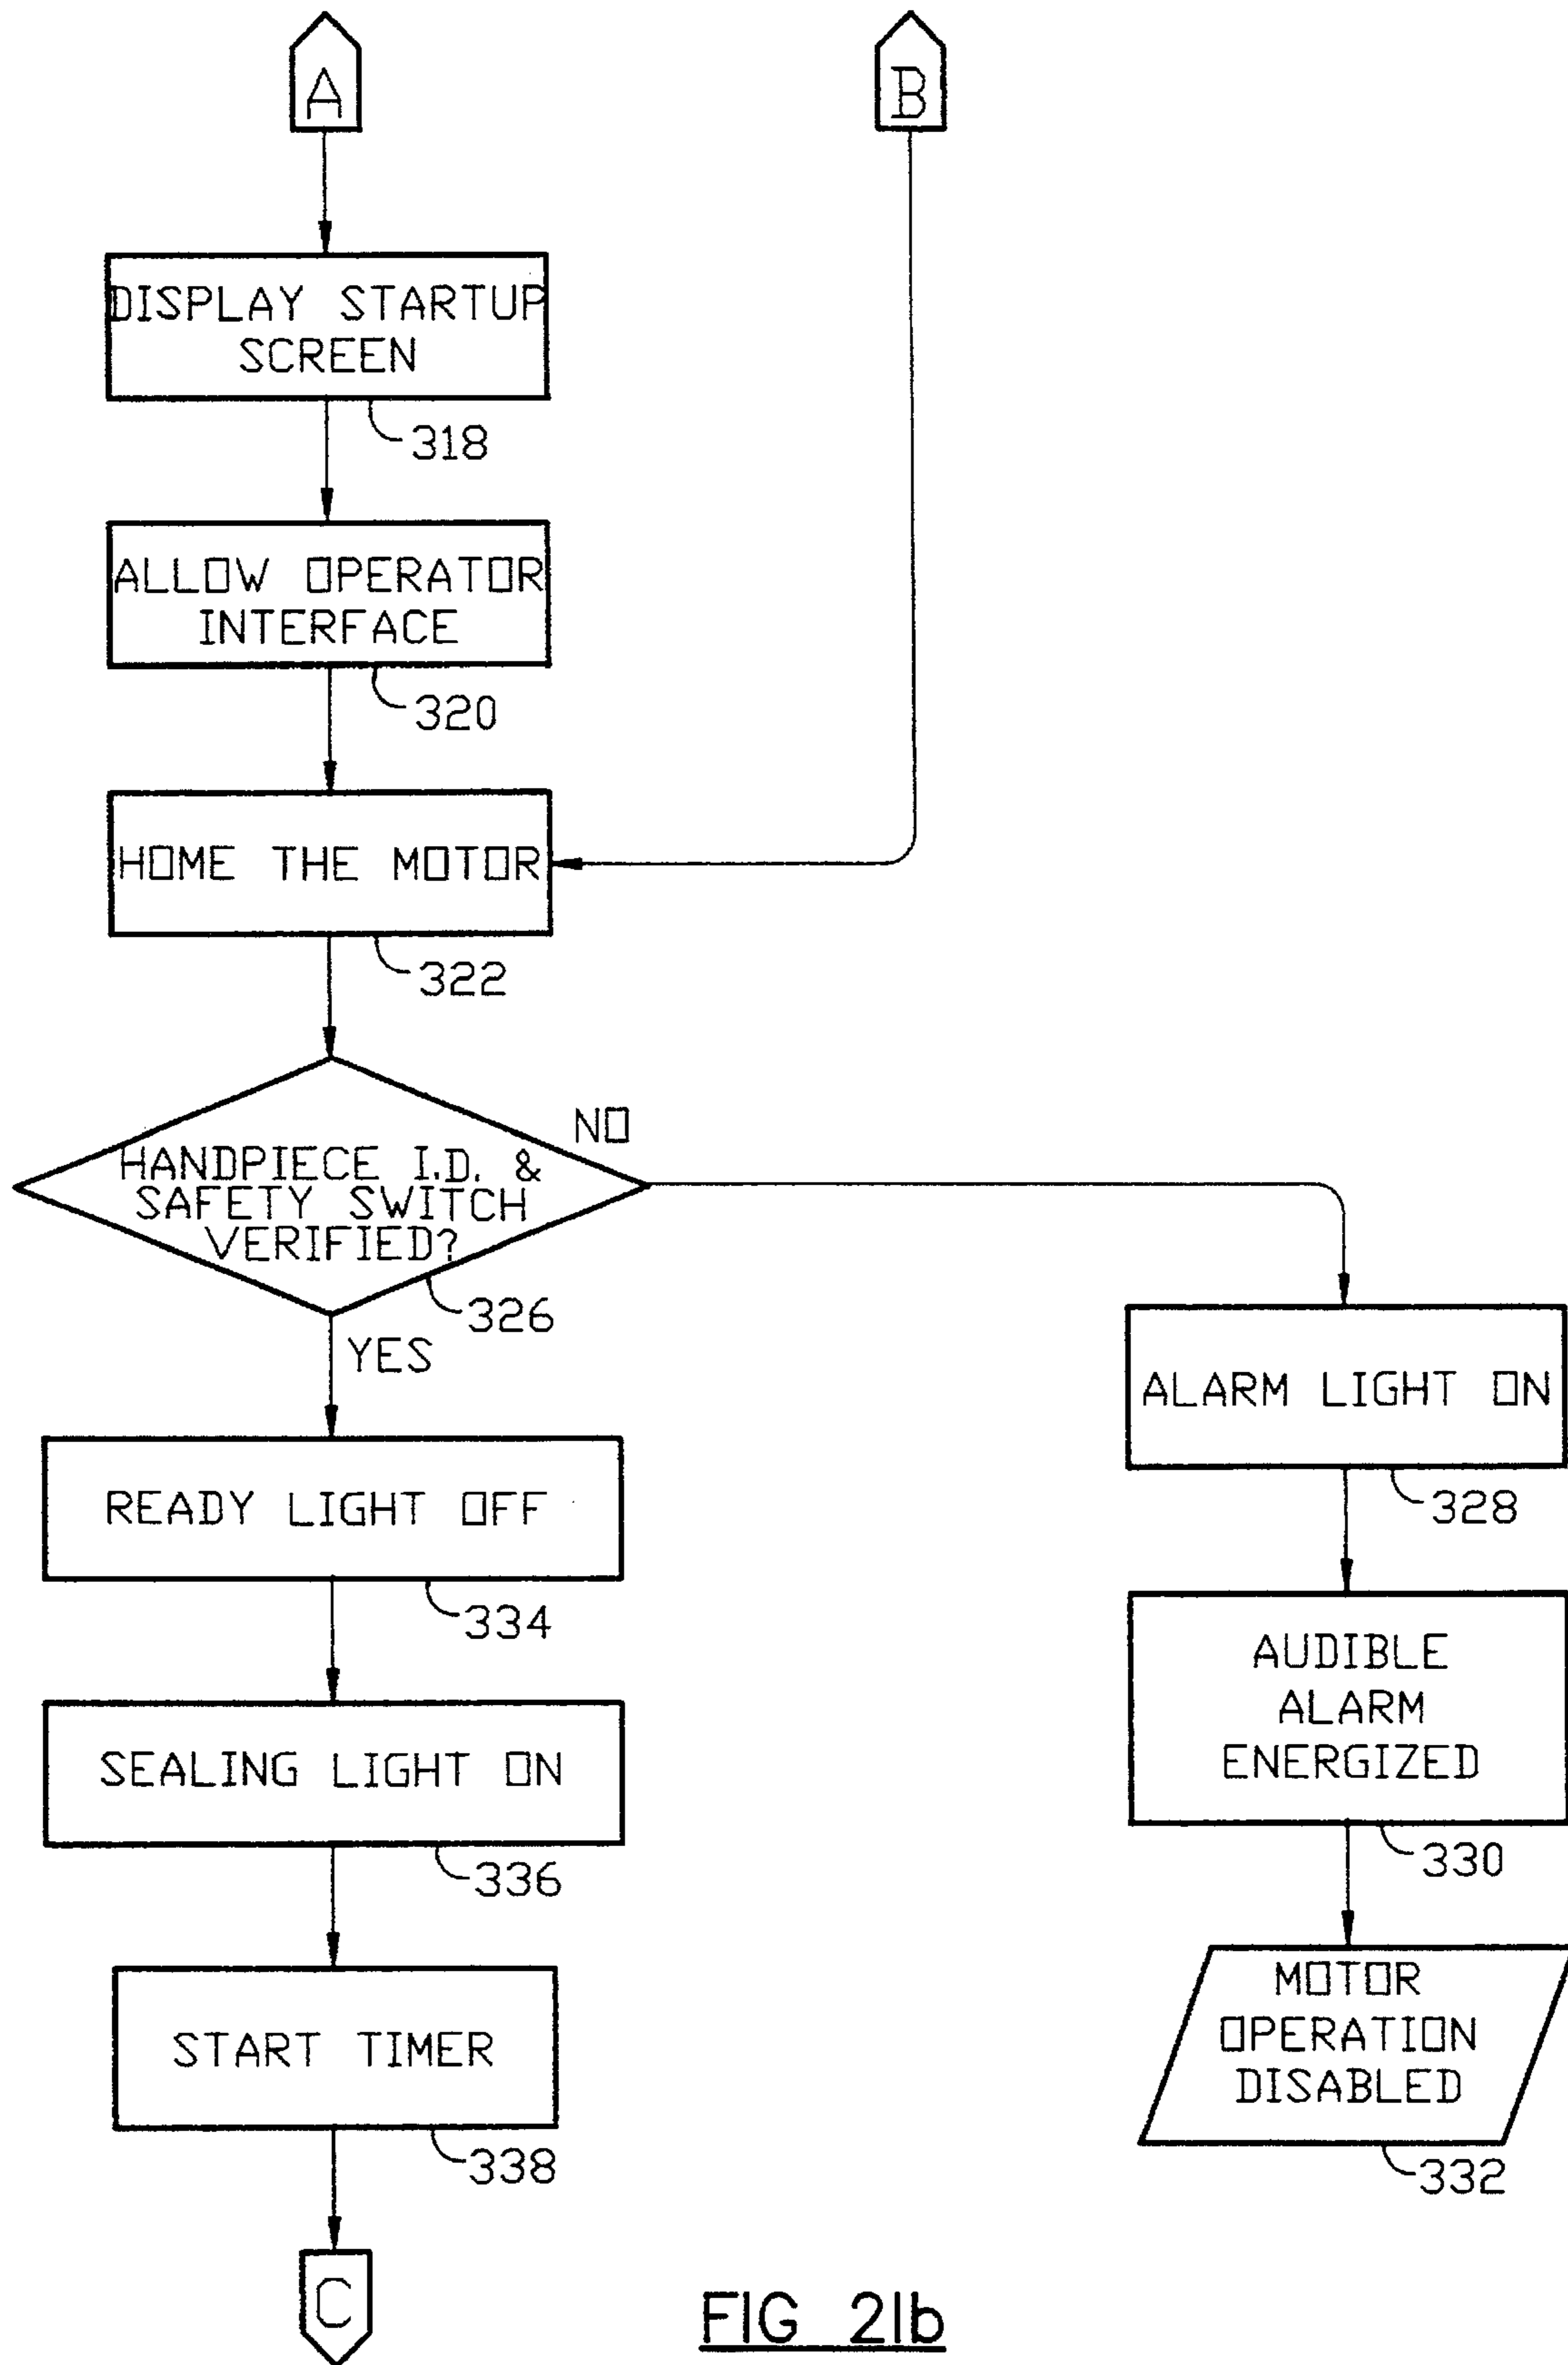 A
B
DISPLAY STARTUP
SCREEN
318
ALLOW OPERATOR
INTERFACE
320
HOME THE MOTOR
322
HANDPIECE I.D. &
SAFETY SWITCH
VERIFIED?
326
NO
YES
ALARM LIGHT ON
328
READY LIGHT OFF
334
AUDIBLE
ALARM
ENERGIZED
330
SEALING LIGHT ON
336
MOTOR
OPERATION
DISABLED
332
START TIMER
338
C
FIG 21b